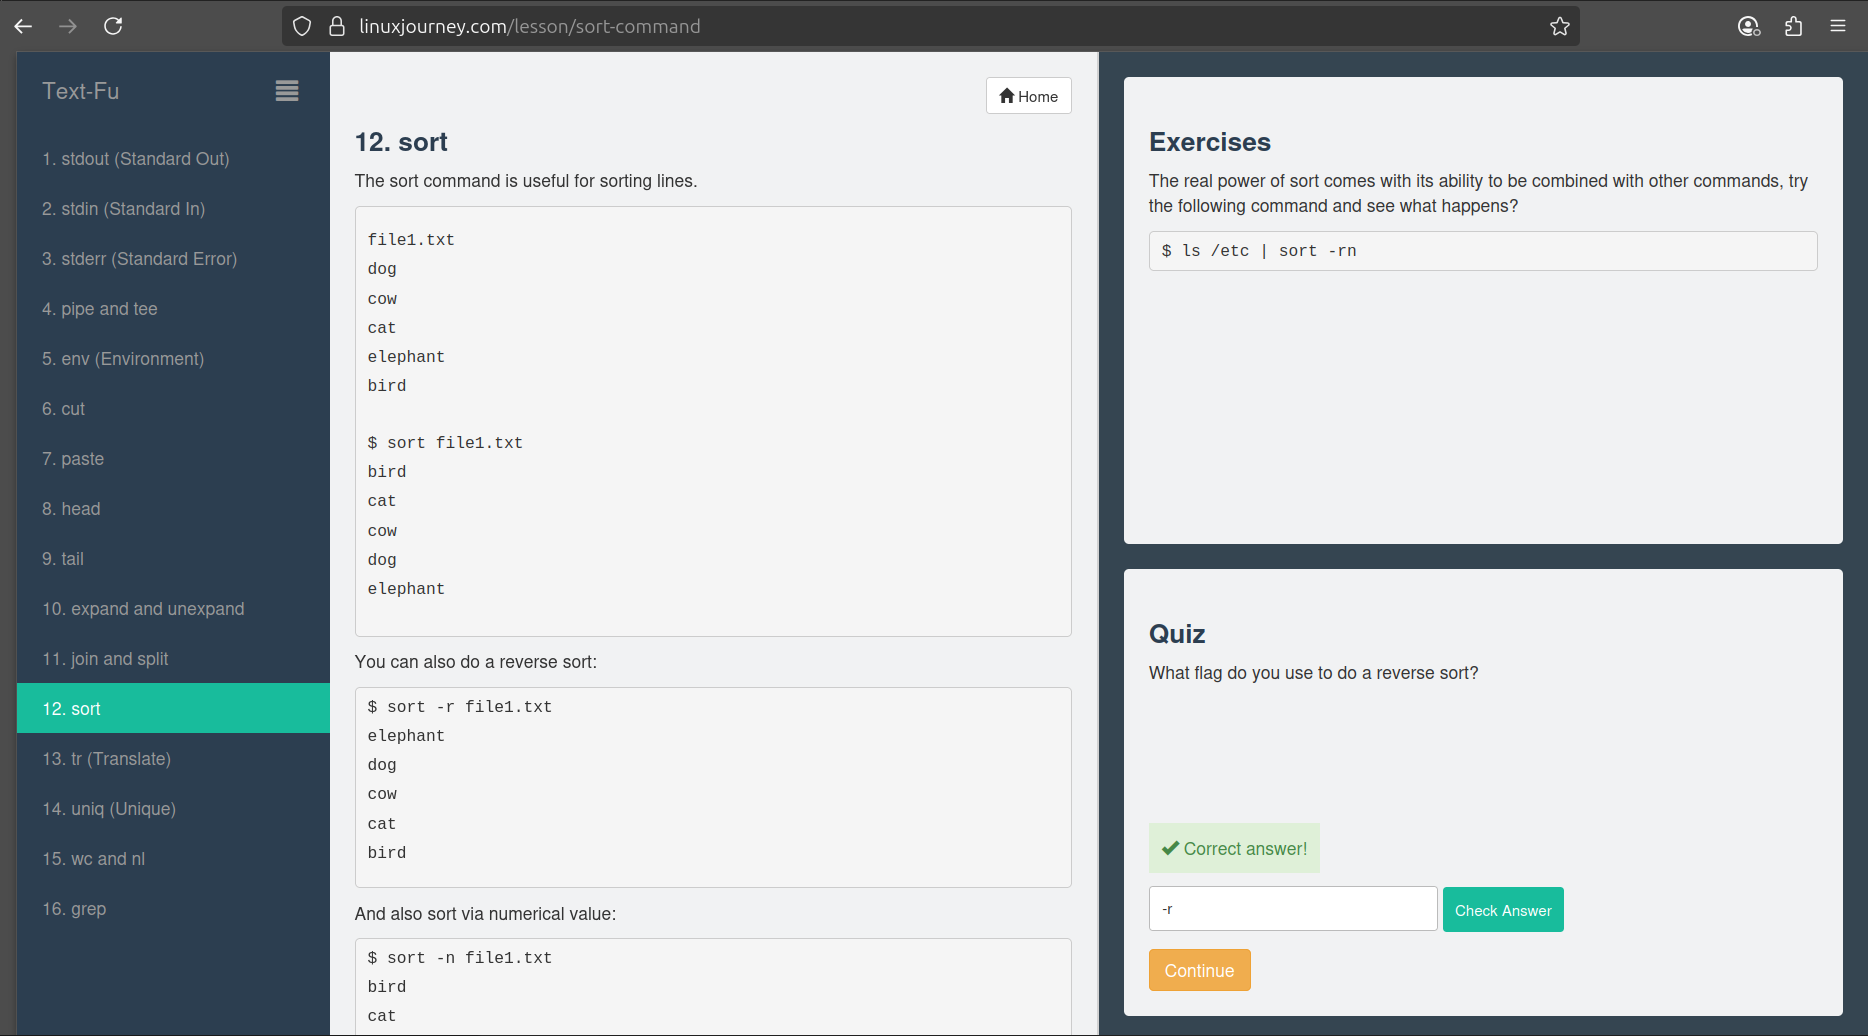 linuxjourney.com/lesson/sort-command
Text-Fu
1. stdout (Standard Out)
2. stdin (Standard In)
3. stderr (Standard Error)
4. pipe and tee
5. env (Environment)
6. cut
7. paste
8. head
9. tail
10. expand and unexpand
11. join and split
12. sort
13. tr (Translate)
14. uniq (Unique)
15. wc and nl
16. grep
Home
12. sort
The sort command is useful for sorting lines.
file1.txt
dog
cow
cat
elephant
bird
$ sort file1.txt
bird
cat
cow
dog
elephant
You can also do a reverse sort:
$ sort -r file1.txt
elephant
dog
cow
cat
bird
And also sort via numerical value:
$ sort -n file1.txt
bird
cat
Exercises
The real power of sort comes with its ability to be combined with other commands, try
the following command and see what happens?
$ ls /etc | sort -rn
Quiz
What flag do you use to do a reverse sort?
Correct answer!
-r
Check Answer
Continue